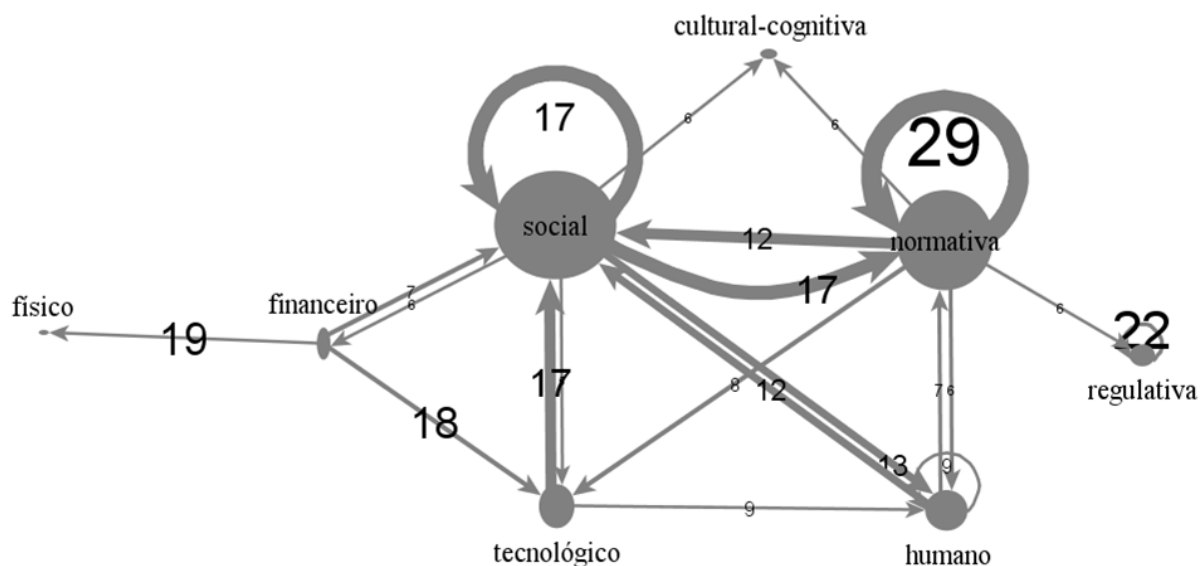 cultural-cognitiva
17
29
6
6
social
12
normativa
17
7
6
físico
financeiro
19
6
22
regulativa
18
17
12
8
7
6
13
9
9
tecnológico
humano